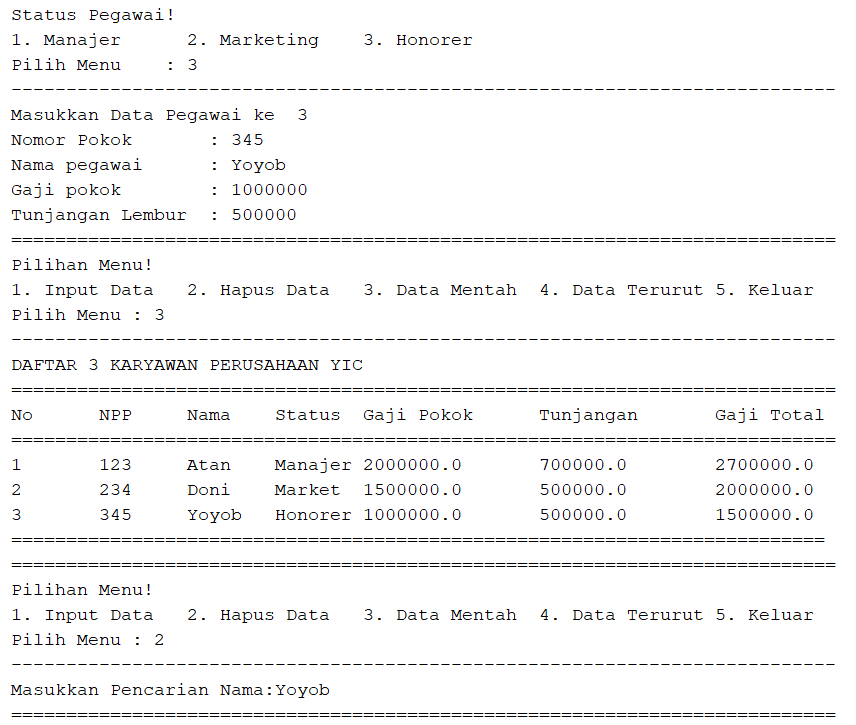 Status Pegawai!
1. Manajer      2. Marketing    3. Honorer
Pilih Menu    : 3
---------------------------------------------------------------------------
Masukkan Data Pegawai ke  3
Nomor Pokok       : 345
Nama pegawai      : Yoyob
Gaji pokok        : 1000000
Tunjangan Lembur  : 500000
===========================================================================
Pilihan Menu!
1. Input Data   2. Hapus Data   3. Data Mentah  4. Data Terurut 5. Keluar
Pilih Menu : 3
---------------------------------------------------------------------------
DAFTAR 3 KARYAWAN PERUSAHAAN YIC
===========================================================================
No      NPP     Nama    Status  Gaji Pokok      Tunjangan       Gaji Total
===========================================================================
1       123     Atan    Manajer 2000000.0       700000.0        2700000.0
2       234     Doni    Market  1500000.0       500000.0        2000000.0
3       345     Yoyob   Honorer 1000000.0       500000.0        1500000.0
==========================================================================
===========================================================================
Pilihan Menu!
1. Input Data   2. Hapus Data   3. Data Mentah  4. Data Terurut 5. Keluar
Pilih Menu : 2
---------------------------------------------------------------------------
Masukkan Pencarian Nama:Yoyob
===========================================================================